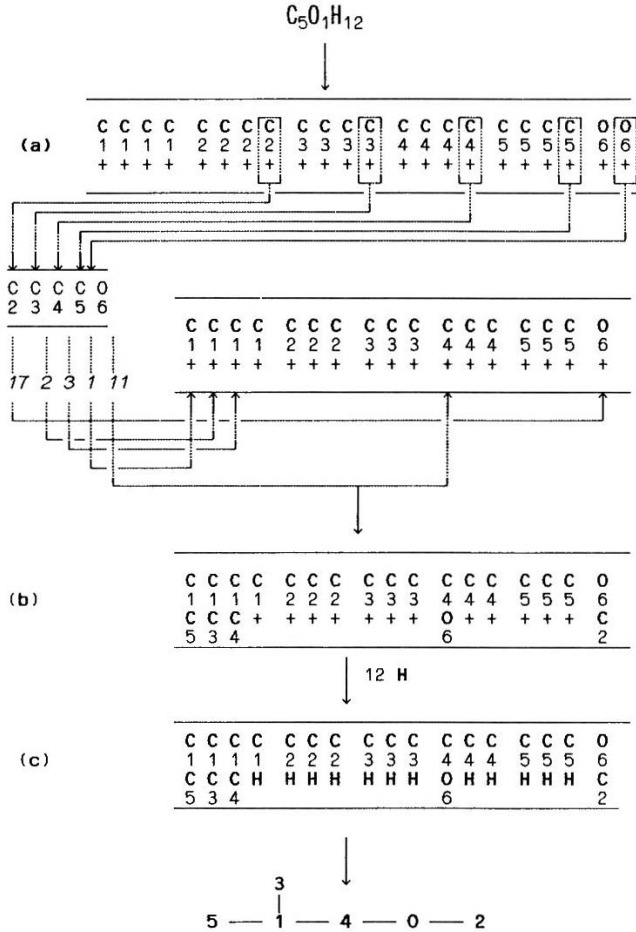 C5O1H12
(a)
C C C C C C C C C C C C C C C C C C C C O O
1 1 1 1 2 2 2 2 3 3 3 3 4 4 4 4 5 5 5 5 6 6
+ + + + + + + + + + + + + + + + + + + + + +
C C C C O
2 3 4 5 6
C C C C C C C C C C C C C C C C O
1 1 1 1 2 2 2 3 3 3 4 4 4 5 5 5 6
+ + + + + + + + + + + + + + + + +
17 2 3 1 11
(b)
C C C C C C C C C C C C C C C C O
1 1 1 1 2 2 2 3 3 3 4 4 4 5 5 5 6
C C C + + + + + + + O + + + + + C
5 3 4 6 2
12 H
(c)
C C C C C C C C C C C C C C C C O
1 1 1 1 2 2 2 3 3 3 4 4 4 5 5 5 6
C C C H H H H H H H O H H H H H C
5 3 4 6 2
3
5 — 1 — 4 — O — 2